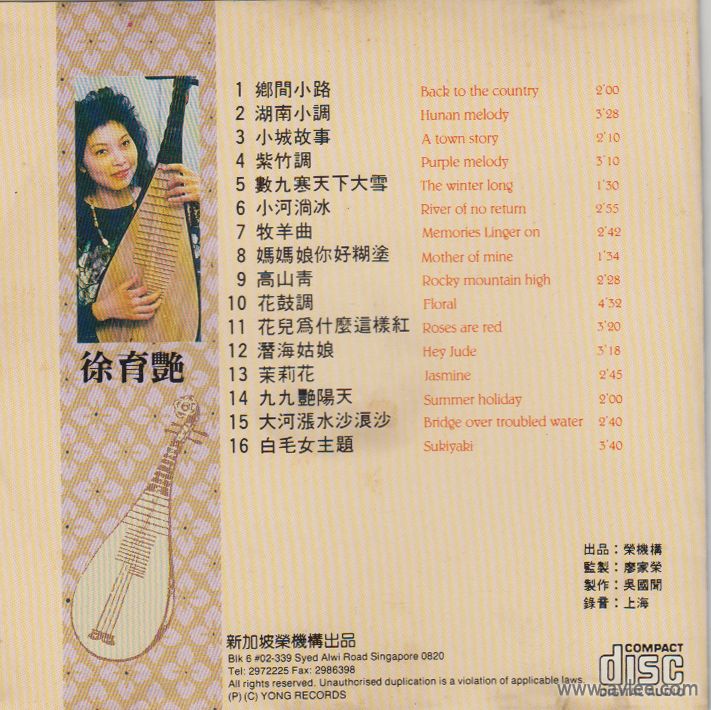 1 鄉間小路 Back to the country 2'00
2 湖南小調 Hunan melody 3'28
3 小城故事 A town story 2'10
4 紫竹調 Purple melody 3'10
5 數九寒天下大雪 The winter long 1'30
6 小河淌冰 River of no return 2'55
7 牧羊曲 Memories Linger on 2'42
8 媽媽娘你好糊塗 Mother of mine 1'34
9 高山青 Rocky mountain high 2'28
10 花鼓調 Floral 4'32
11 花兒爲什麼這樣紅 Roses are red 3'20
12 潛海姑娘 Hey Jude 3'18
13 茉莉花 Jasmine 2'45
14 九九艷陽天 Summer holiday 2'00
15 大河漲水沙浪沙 Bridge over troubled water 2'40
16 白毛女主題 Sukiyaki 3'40
徐育艷
出品：榮機構
監製：廖家榮
製作：吳國聞
錄音：上海
新加坡榮機構出品
Blk 6 #02-339 Syed Alwi Road Singapore 0820
Tel: 2972225 Fax: 2986398
All rights reserved. Unauthorised duplication is a violation of applicable laws.
(P) (C) YONG RECORDS
COMPACT
disc
DIGITAL AUDIO
www.avlee.com